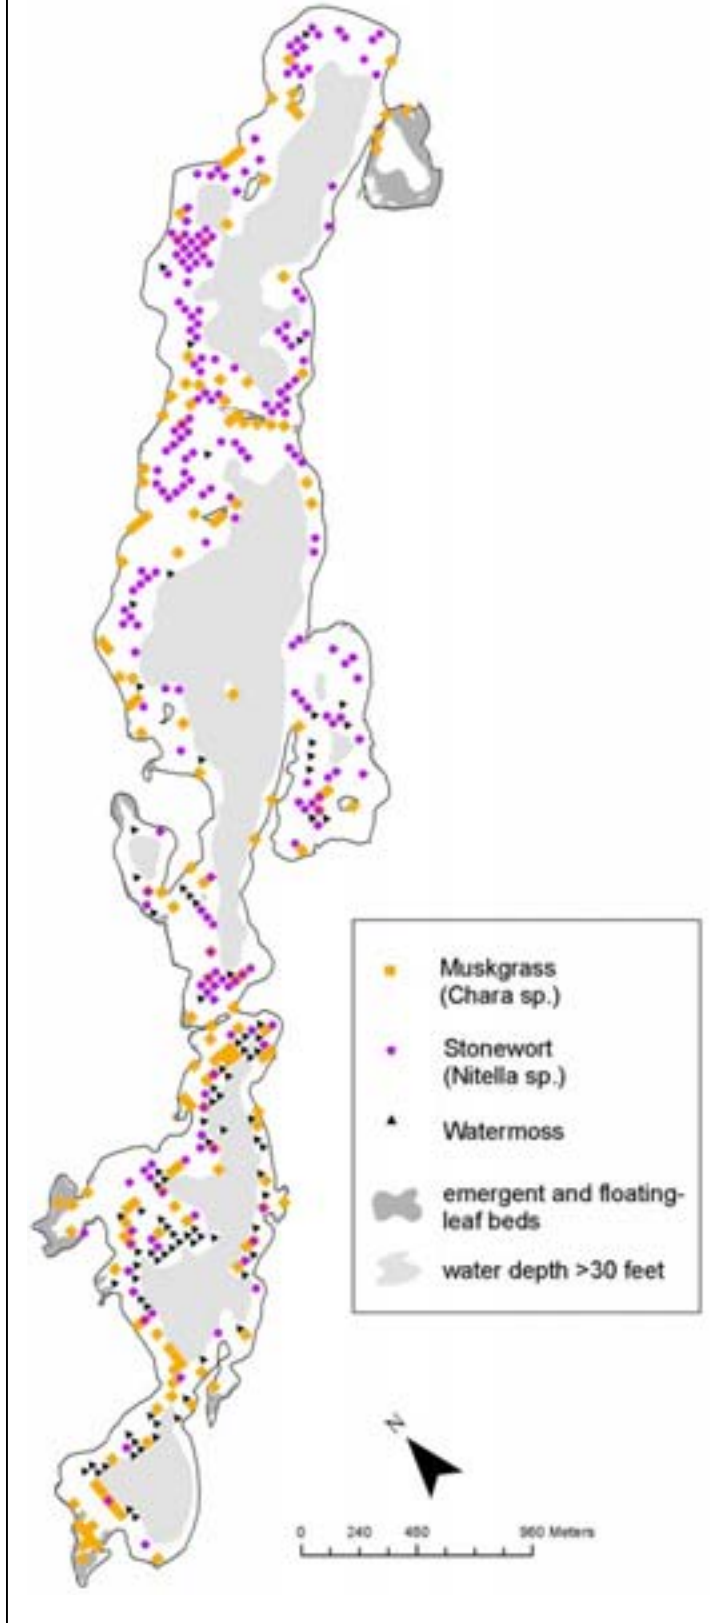 Muskgrass
(Chara sp.)
Stonewort
(Nitella sp.)
Watermoss
emergent and floating-
leaf beds
water depth >30 feet
N
0 240 480 960 Meters